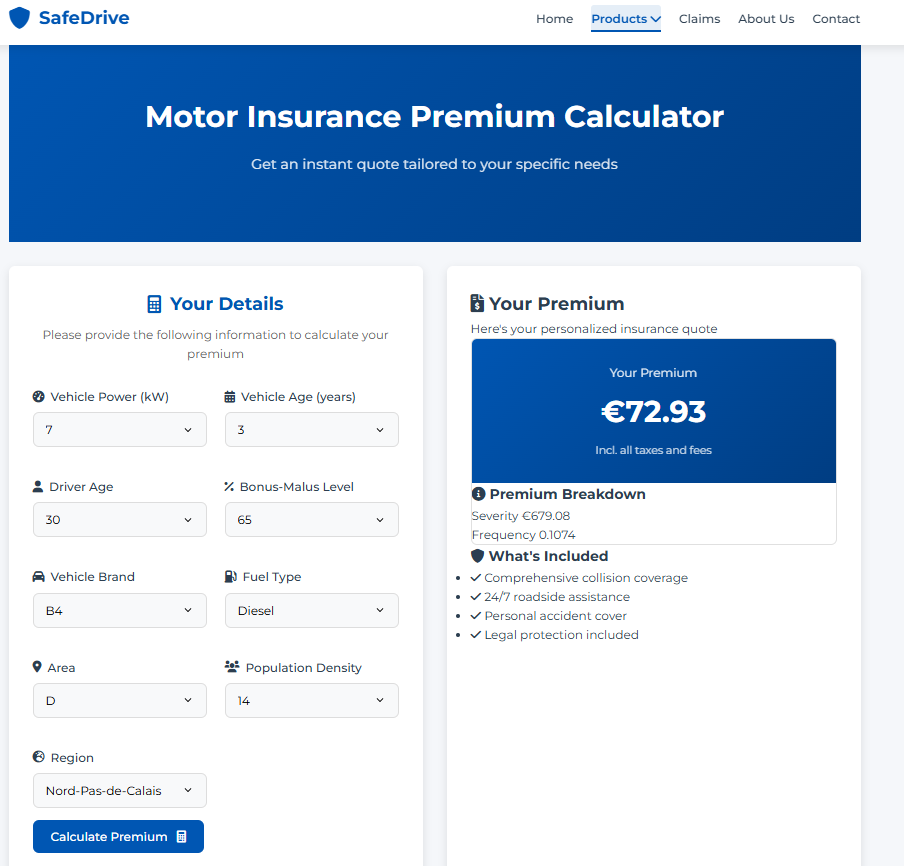 SafeDrive
Home Products Claims About Us Contact
Motor Insurance Premium Calculator
Get an instant quote tailored to your specific needs
Your Details
Please provide the following information to calculate your
premium
Vehicle Power (kW) Vehicle Age (years)
7 3
Driver Age Bonus-Malus Level
30 65
Vehicle Brand Fuel Type
B4 Diesel
Area Population Density
D 14
Region
Nord-Pas-de-Calais
Calculate Premium
Your Premium
Here's your personalized insurance quote
Your Premium
€72.93
Incl. all taxes and fees
Premium Breakdown
Severity €679.08
Frequency 0.1074
What's Included
Comprehensive collision coverage
24/7 roadside assistance
Personal accident cover
Legal protection included